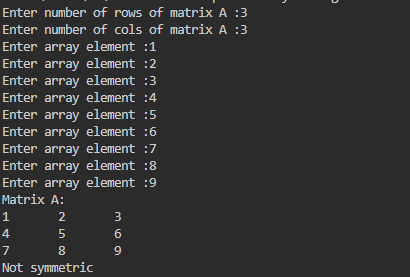 Enter number of rows of matrix A :3
Enter number of cols of matrix A :3
Enter array element :1
Enter array element :2
Enter array element :3
Enter array element :4
Enter array element :5
Enter array element :6
Enter array element :7
Enter array element :8
Enter array element :9
Matrix A:
1 2 3
4 5 6
7 8 9
Not symmetric